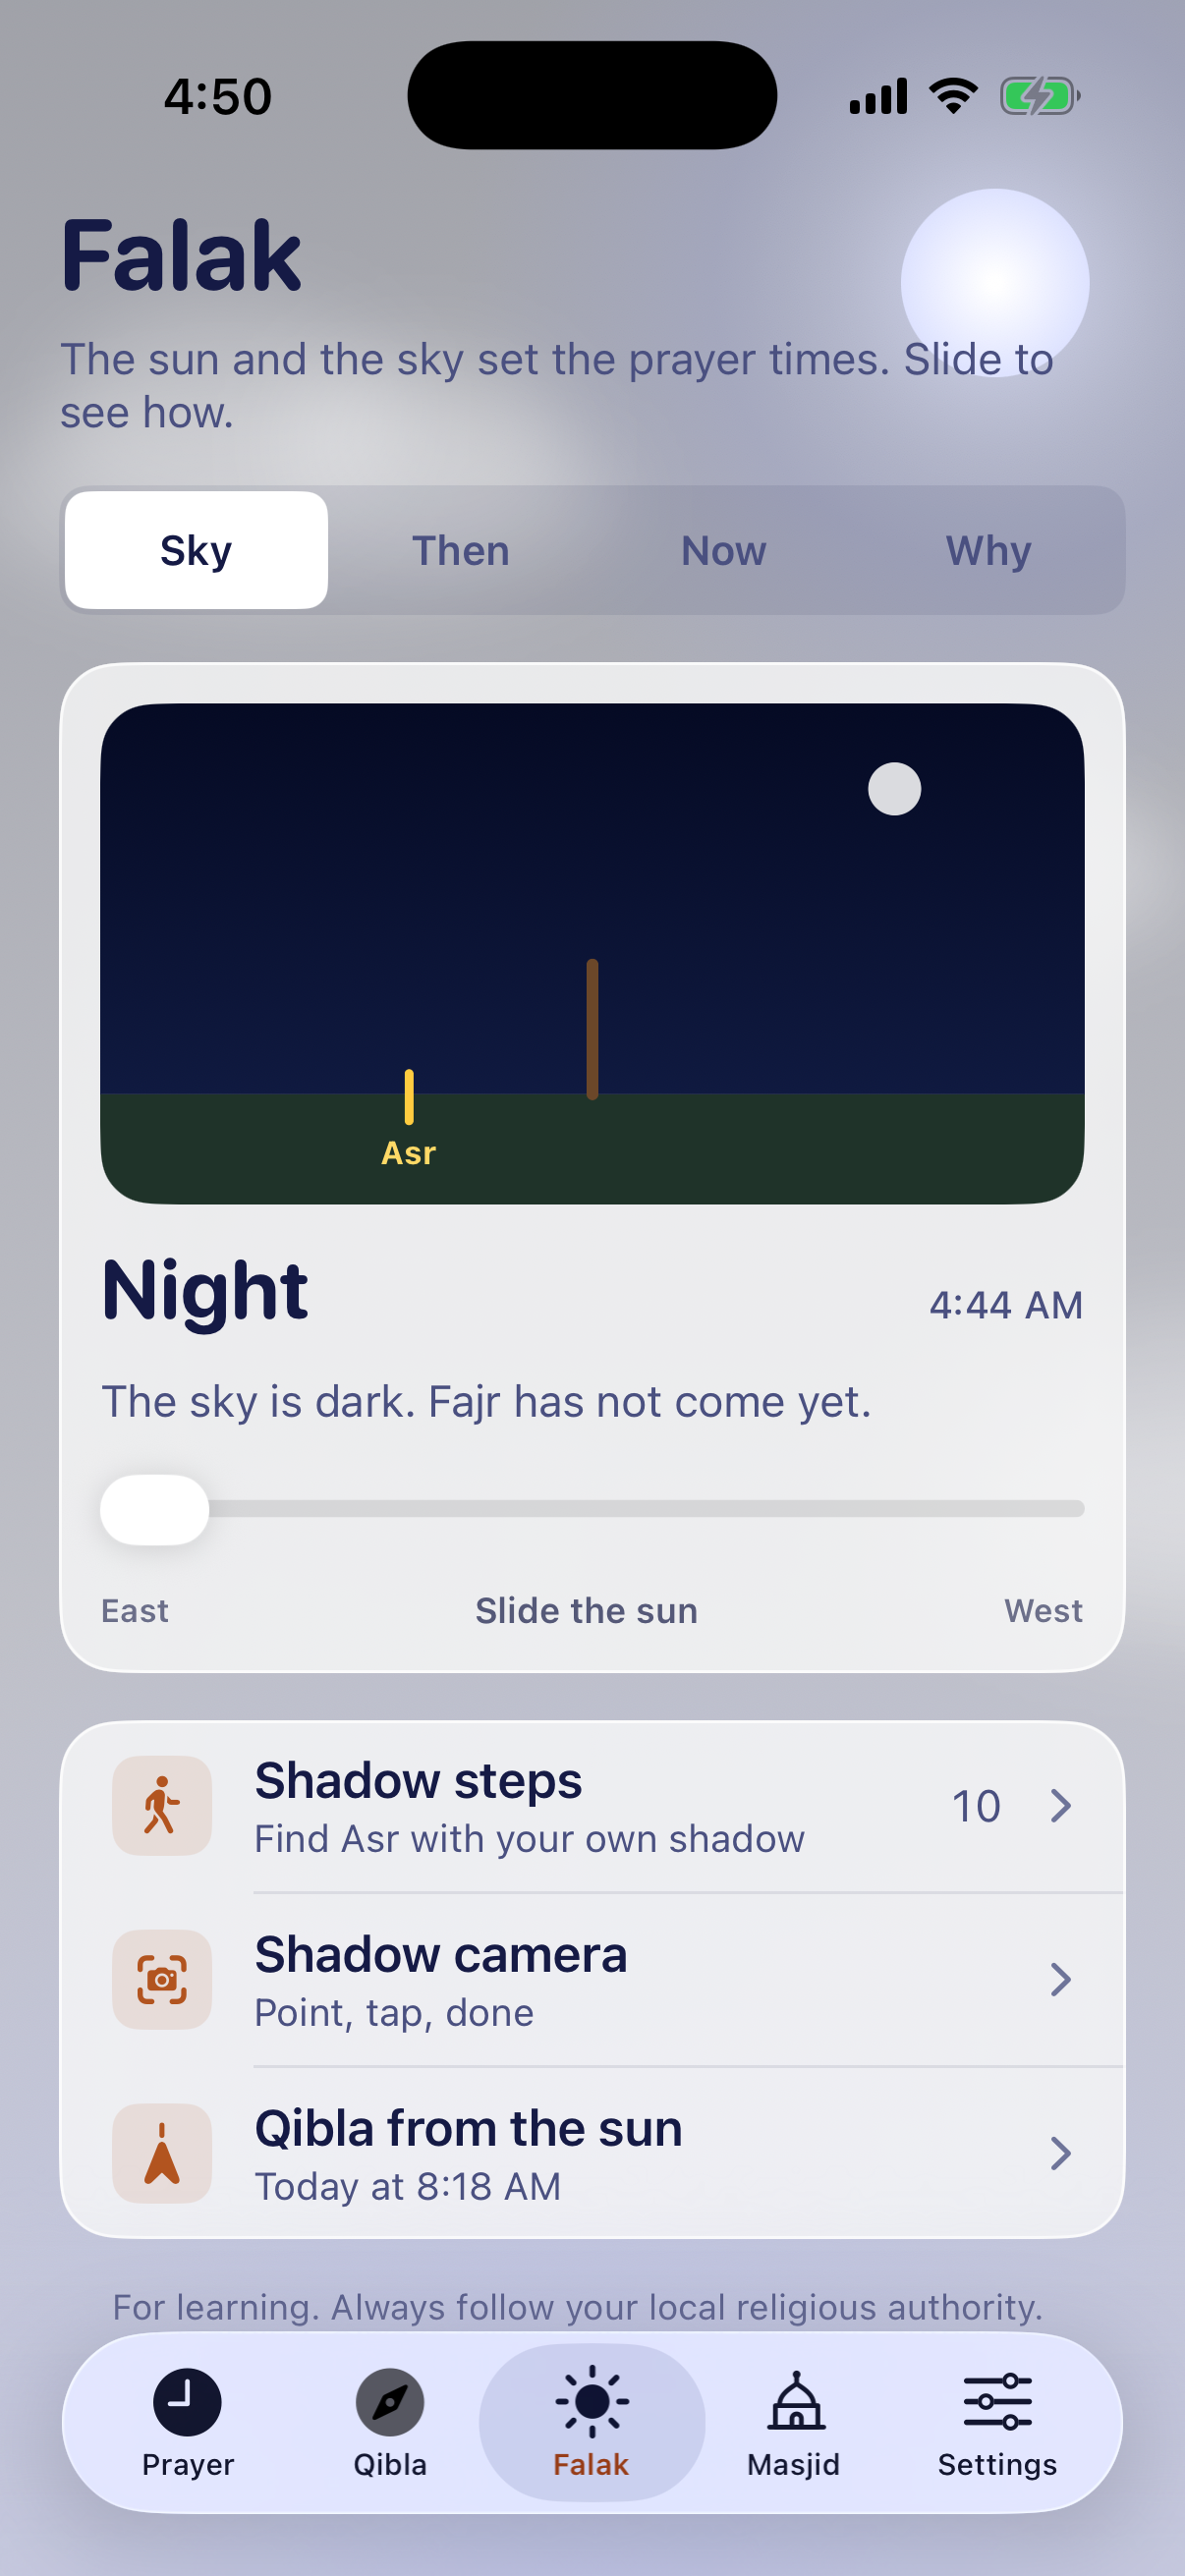 4:50
Falak
The sun and the sky set the prayer times. Slide to
see how.
Sky Then Now Why
Asr
Night
4:44 AM
The sky is dark. Fajr has not come yet.
East Slide the sun West
Shadow steps
Find Asr with your own shadow
10
Shadow camera
Point, tap, done
Qibla from the sun
Today at 8:18 AM
For learning. Always follow your local religious authority.
Prayer Qibla Falak Masjid Settings